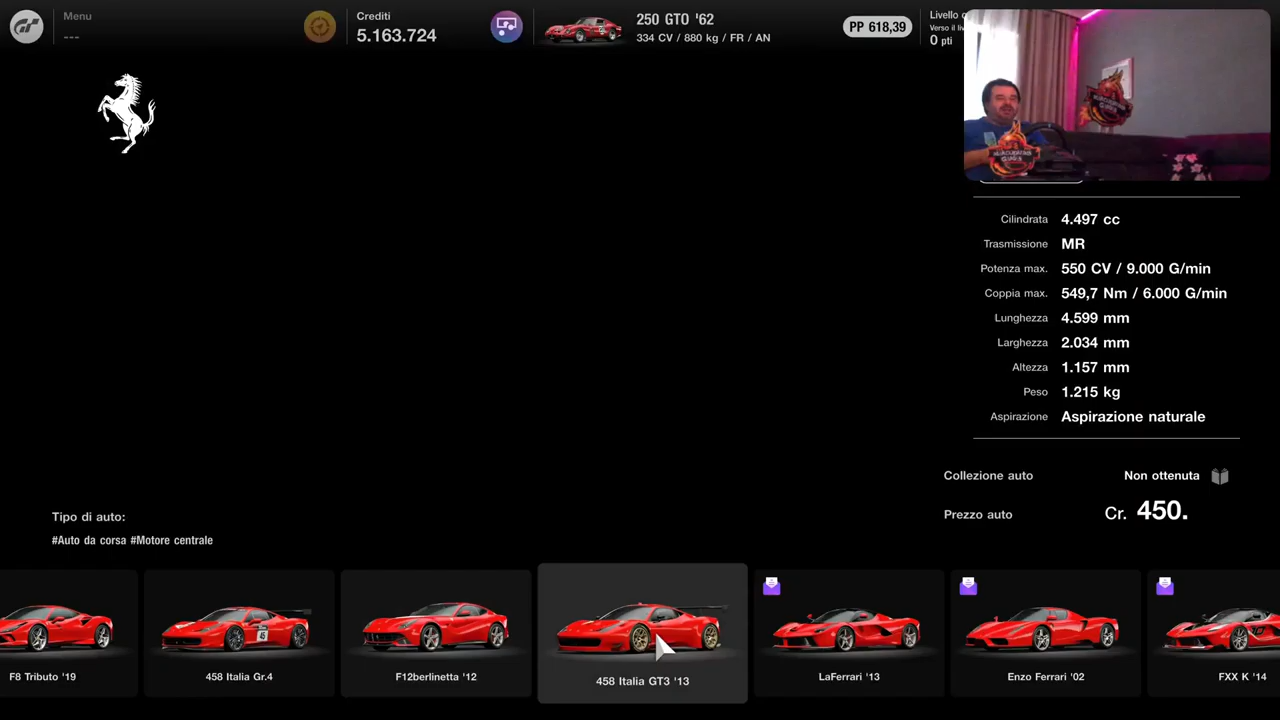 Menu
---
Crediti
5.163.724
250 GTO '62
334 CV / 880 kg / FR / AN
PP 618,39
Livello
Verso il liv
0 pti
Cilindrata 4.497 cc
Trasmissione MR
Potenza max. 550 CV / 9.000 G/min
Coppia max. 549,7 Nm / 6.000 G/min
Lunghezza 4.599 mm
Larghezza 2.034 mm
Altezza 1.157 mm
Peso 1.215 kg
Aspirazione Aspirazione naturale
Collezione auto Non ottenuta
Prezzo auto Cr. 450.
Tipo di auto:
#Auto da corsa #Motore centrale
45
F8 Tributo '19
458 Italia Gr.4
F12berlinetta '12
458 Italia GT3 '13
LaFerrari '13
Enzo Ferrari '02
FXX K '14